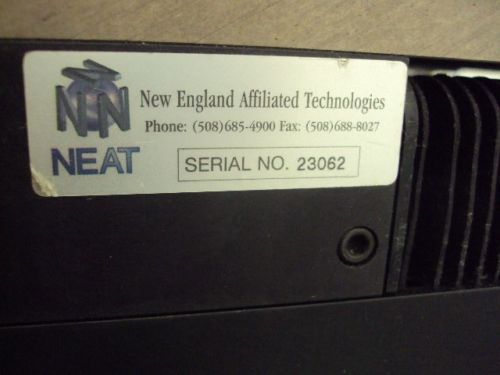 New England Affiliated Technologies
Phone: (508)685-4900 Fax: (508)688-8027
NEAT
SERIAL NO. 23062